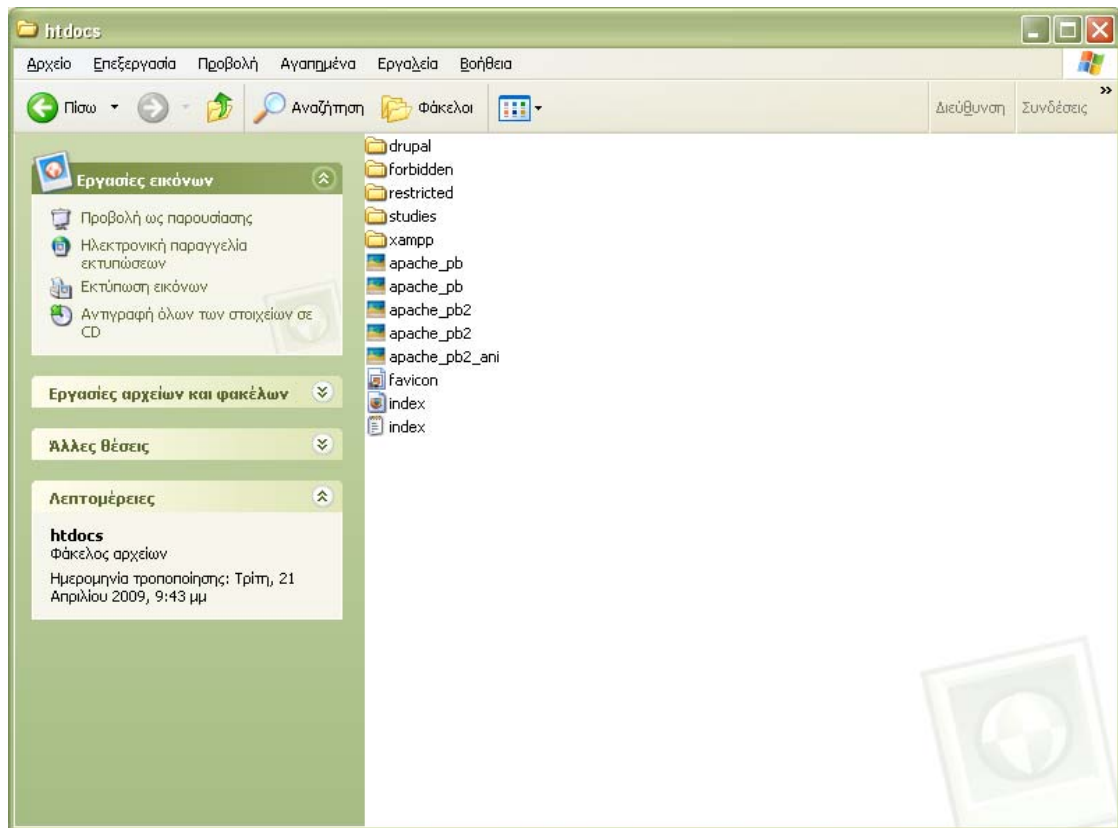 htdocs
Αρχείο Επεξεργασία Προβολή Αγαπημένα Εργαλεία Βοήθεια
Πίσω Αναζήτηση Φάκελοι Διεύθυνση Συνδέσεις »
Εργασίες εικόνων
Προβολή ως παρουσίασης
Ηλεκτρονική παραγγελία
εκτυπώσεων
Εκτύπωση εικόνων
Αντιγραφή όλων των στοιχείων σε
CD
Εργασίες αρχείων και φακέλων
Άλλες θέσεις
Λεπτομέρειες
htdocs
Φάκελος αρχείων
Ημερομηνία τροποποίησης: Τρίτη, 21
Απριλίου 2009, 9:43 μμ
drupal
forbidden
restricted
studies
xampp
apache_pb
apache_pb
apache_pb2
apache_pb2
apache_pb2_ani
favicon
index
index